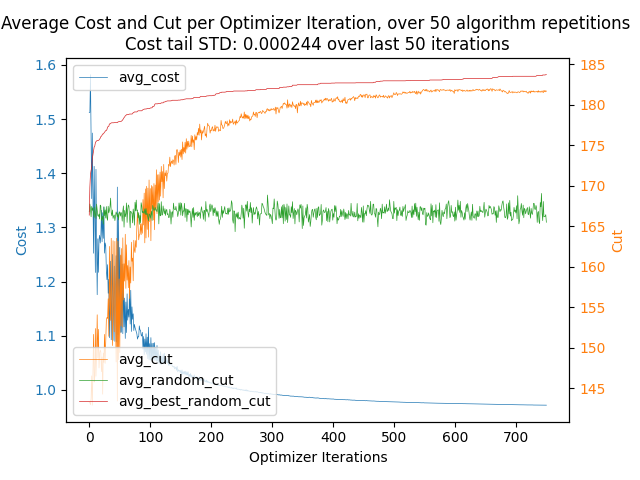 Average Cost and Cut per Optimizer Iteration, over 50 algorithm repetitions
Cost tail STD: 0.000244 over last 50 iterations
1.6
1.5
1.4
1.3
1.2
1.1
1.0
Cost
avg_cost
avg_cut
avg_random_cut
avg_best_random_cut
185
180
175
170
165
160
155
150
145
Cut
0 100 200 300 400 500 600 700
Optimizer Iterations